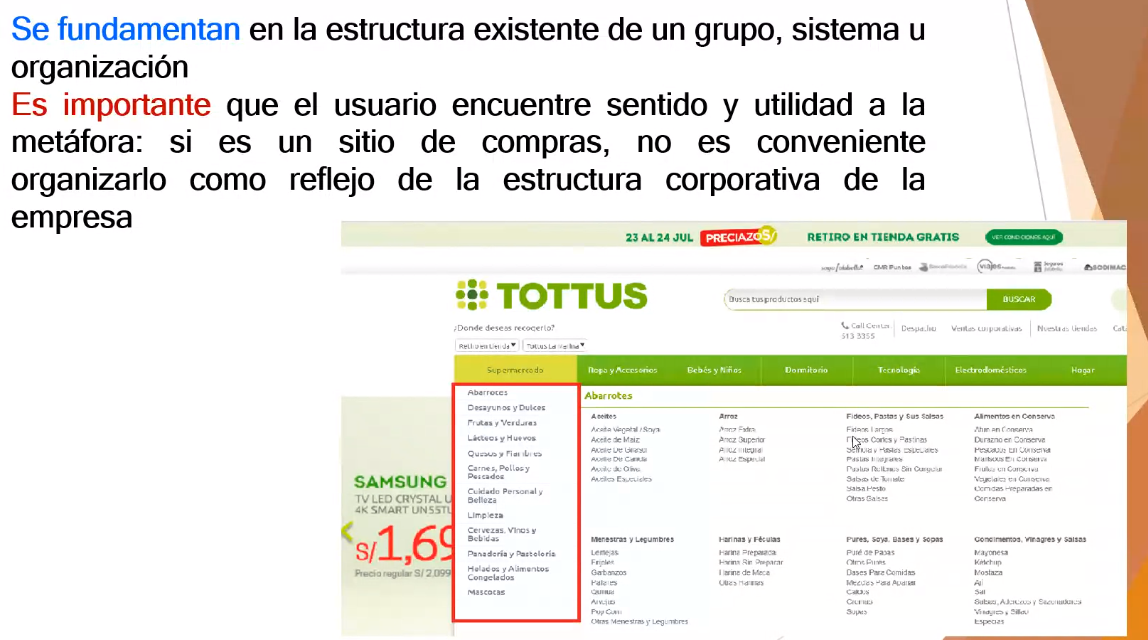 Se fundamentan en la estructura existente de un grupo, sistema u
organización
Es importante que el usuario encuentre sentido y utilidad a la
metáfora: si es un sitio de compras, no es conveniente
organizarlo como reflejo de la estructura corporativa de la
empresa
23 AL 24 JUL PRECIAZOS/ RETIRO EN TIENDA GRATIS VER CONDICIONES AQUÍ
CMR Puntos viajes SODIMAC
TOTTUS
Busca tus productos aquí BUSCAR
¿Donde deseas recogerlo?
Call Center
513 3355
Despacho Ventas corporativas Nuestras tiendas
Retiro en tienda Tottus La Marina
Supermercado Ropa y Accesorios Bebés y Niños Dormitorio Tecnología Electrodomésticos Hogar
Abarrotes
Desayunos y Dulces
Frutas y Verduras
Lácteos y Huevos
Quesos y Fiambres
Carnes, Pollos y
Pescados
Cuidado Personal y
Belleza
Limpieza
Cervezas, Vinos y
Bebidas
Panadería y Pastelería
Helados y Alimentos
Congelados
Mascotas
Abarrotes
Aceites
Aceite Vegetal /Soya
Aceite de Maíz
Aceite De Girasol
Aceite De Canola
Aceite de Oliva
Aceites Especiales
Arroz
Arroz Extra
Arroz Superior
Arroz Integral
Arroz Especial
Fideos, Pastas y Sus Salsas
Fideos Largos
Fideos Cortos y Pastinas
Sémola y Pastas Especiales
Pastas Integrales
Pastas Rellenas Sin Congelar
Salsas de Tomate
Salsa Pesto
Otras Salsas
Alimentos en Conserva
Atún en Conserva
Durazno en Conserva
Pescados En Conserva
Mariscos En Conserva
Frutas en Conserva
Vegetales en Conserva
Comidas Preparadas en
Conserva
Menestras y Legumbres
Lentejas
Frijoles
Garbanzos
Pallares
Quinua
Arvejas
Pop Corn
Otras Menestras y Legumbres
Harinas y Féculas
Harina Preparada
Harina Sin Preparar
Harina de Maca
Otras Harinas
Pures, Soya, Bases y Sopas
Puré de Papas
Otros Purés
Bases Para Comidas
Mezclas Para Apanar
Caldos
Cremas
Sopas
Condimentos, Vinagres y Salsas
Mayonesa
Ketchup
Mostaza
Ají
Sal
Salsas, Aderezos y Sazonadores
Vinagres y Sillao
Especias
SAMSUNG
TV LED CRYSTAL U
4K SMART UN55TU
S/1,69
Precio regular S/ 2,099